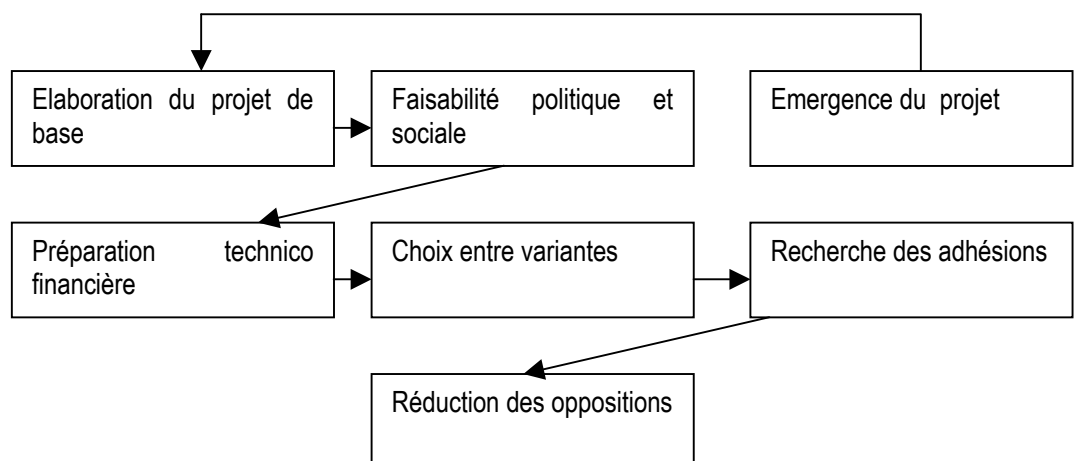 Elaboration du projet de
base
Faisabilité politique et
sociale
Emergence du projet
Préparation technico
financière
Choix entre variantes
Recherche des adhésions
Réduction des oppositions